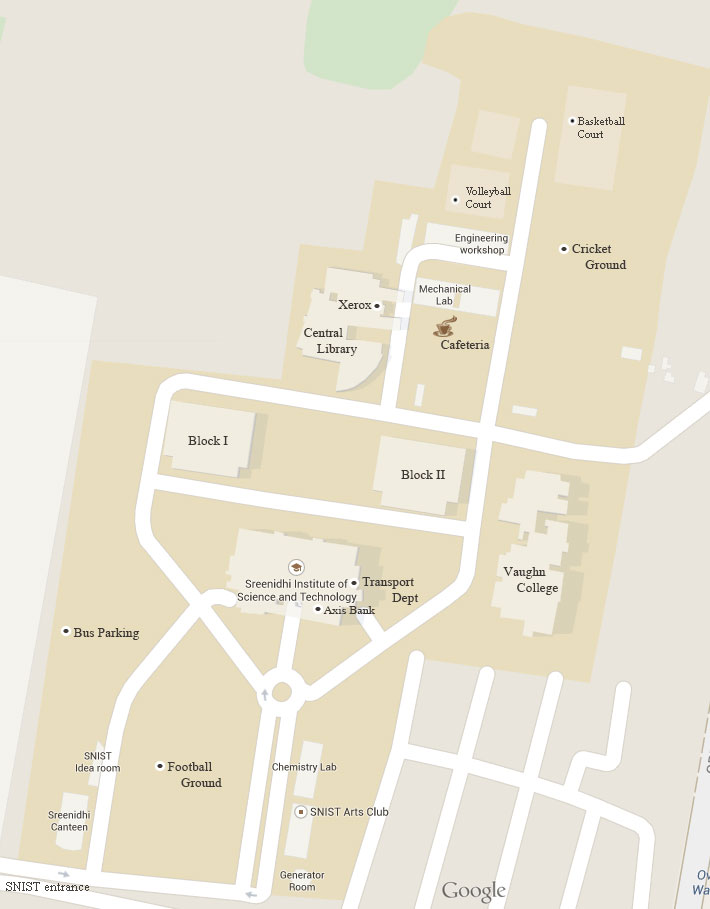 Basketball
Court
Volleyball
Court
Engineering
workshop
Cricket
Ground
Mechanical
Lab
Xerox
Central
Library
Cafeteria
Block I
Block II
Sreenidhi Institute of
Science and Technology
Transport
Dept
Axis Bank
Vaughn
College
Bus Parking
SNIST
Idea room
Football
Ground
Chemistry Lab
SNIST Arts Club
Sreenidhi
Canteen
Generator
Room
SNIST entrance
Google